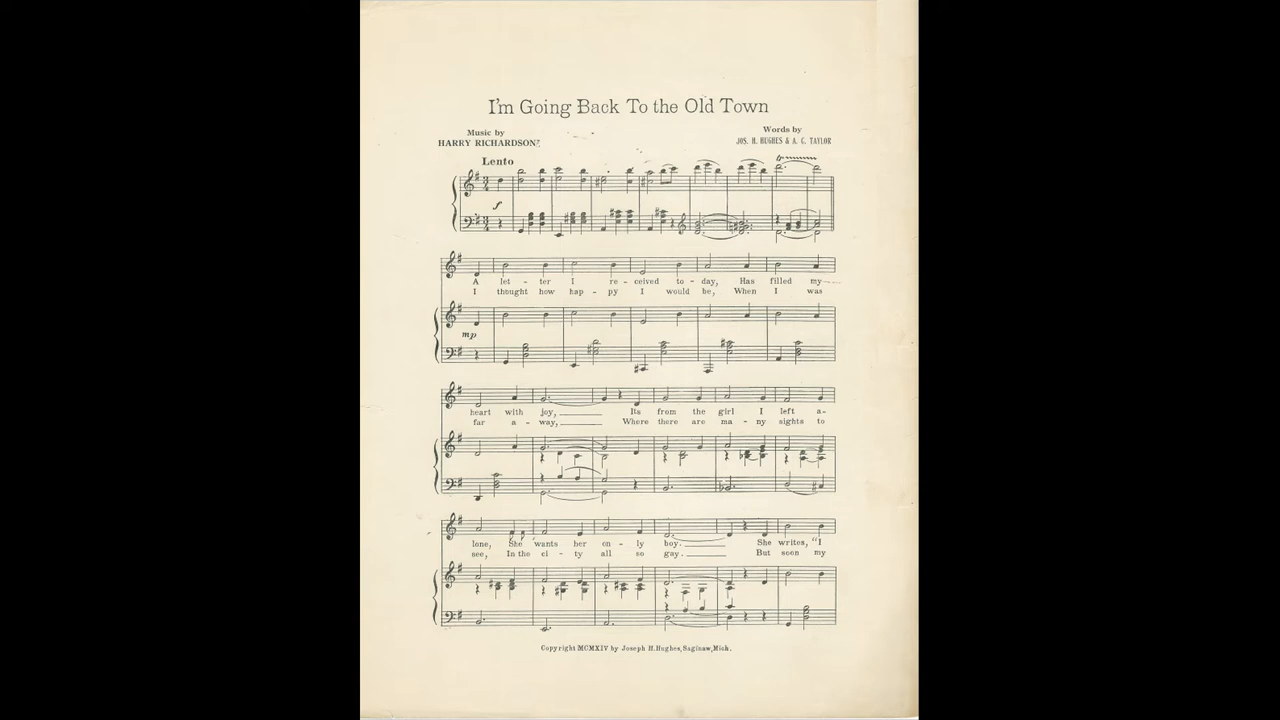 I'm Going Back To the Old Town
Music by
HARRY RICHARDSON
Words by
JOS. H. HUGHES & A. C. TAYLOR
Lento
f
tr
A let - ter I re - ceived to - day, Has filled my
I thought how hap - py I would be, When I was
mp
heart with joy, Its from the girl I left a-
far a - way, Where there are ma - ny sights to
lone, She wants her on - ly boy. She writes, "I
see, In the ci - ty all so gay. But soon my
Copyright MCMXIV by Joseph H. Hughes, Saginaw, Mich.